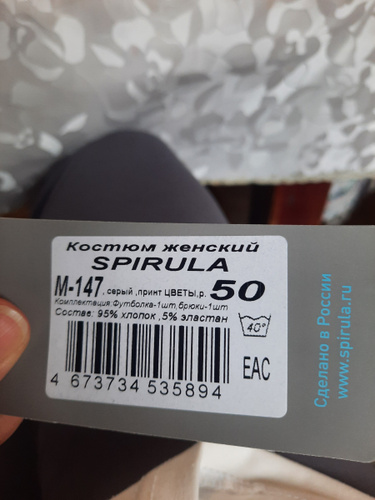 Костюм женский
SPIRULA
М-147, серый ,принт ЦВЕТЫ,р. 50
Комплектация:Футболка-1шт,брюки-1шт
Состав: 95% хлопок ,5% эластан
40°
EAC
4 673734 535894
Сделано в России
www.spirula.ru